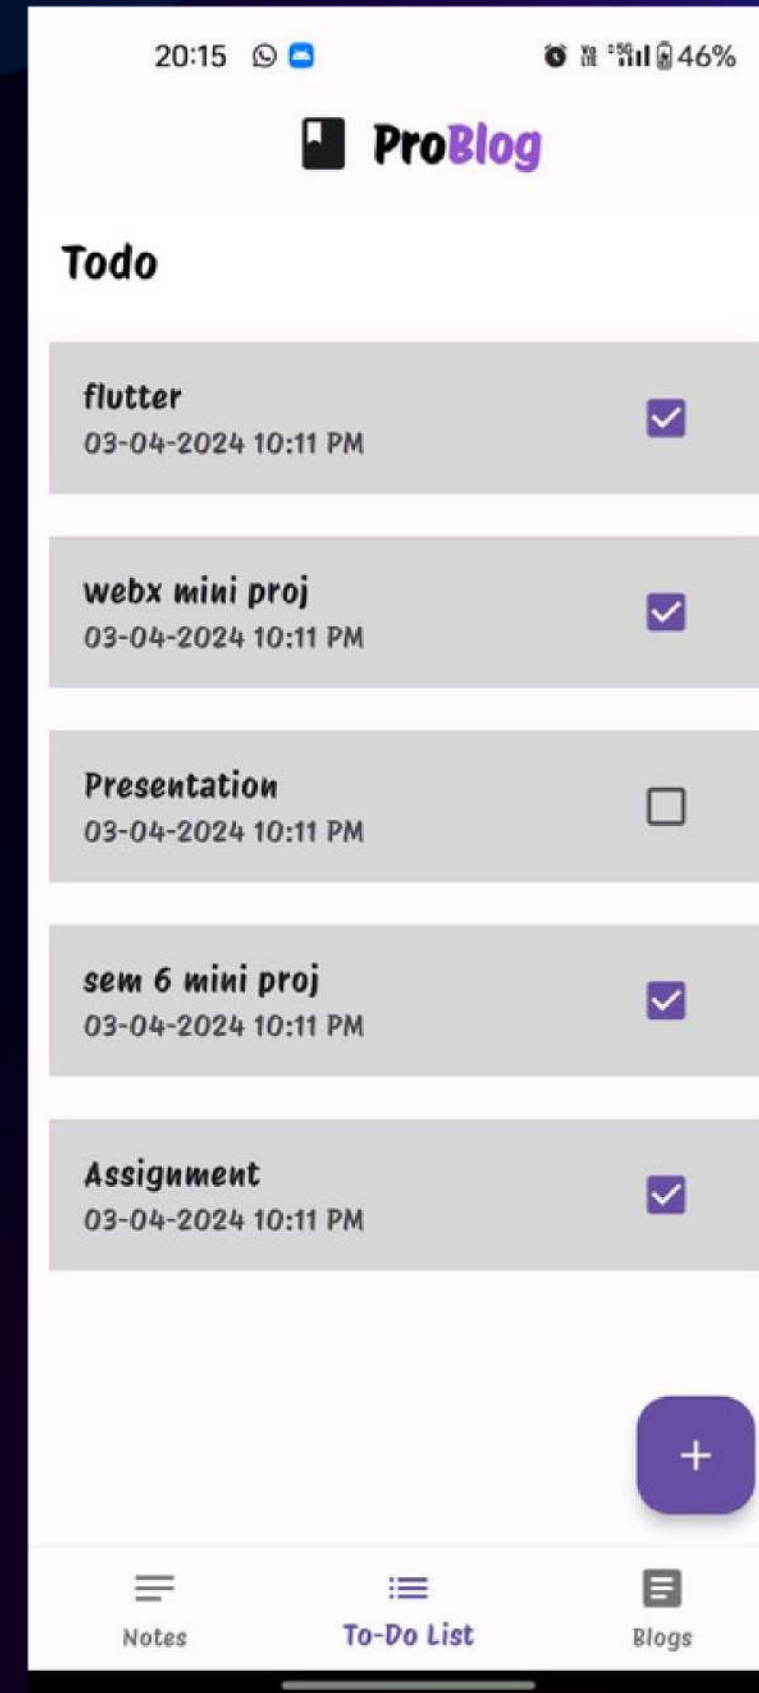 20:15 46%
ProBlog
Todo
flutter
03-04-2024 10:11 PM
webx mini proj
03-04-2024 10:11 PM
Presentation
03-04-2024 10:11 PM
sem 6 mini proj
03-04-2024 10:11 PM
Assignment
03-04-2024 10:11 PM
Notes To-Do List Blogs